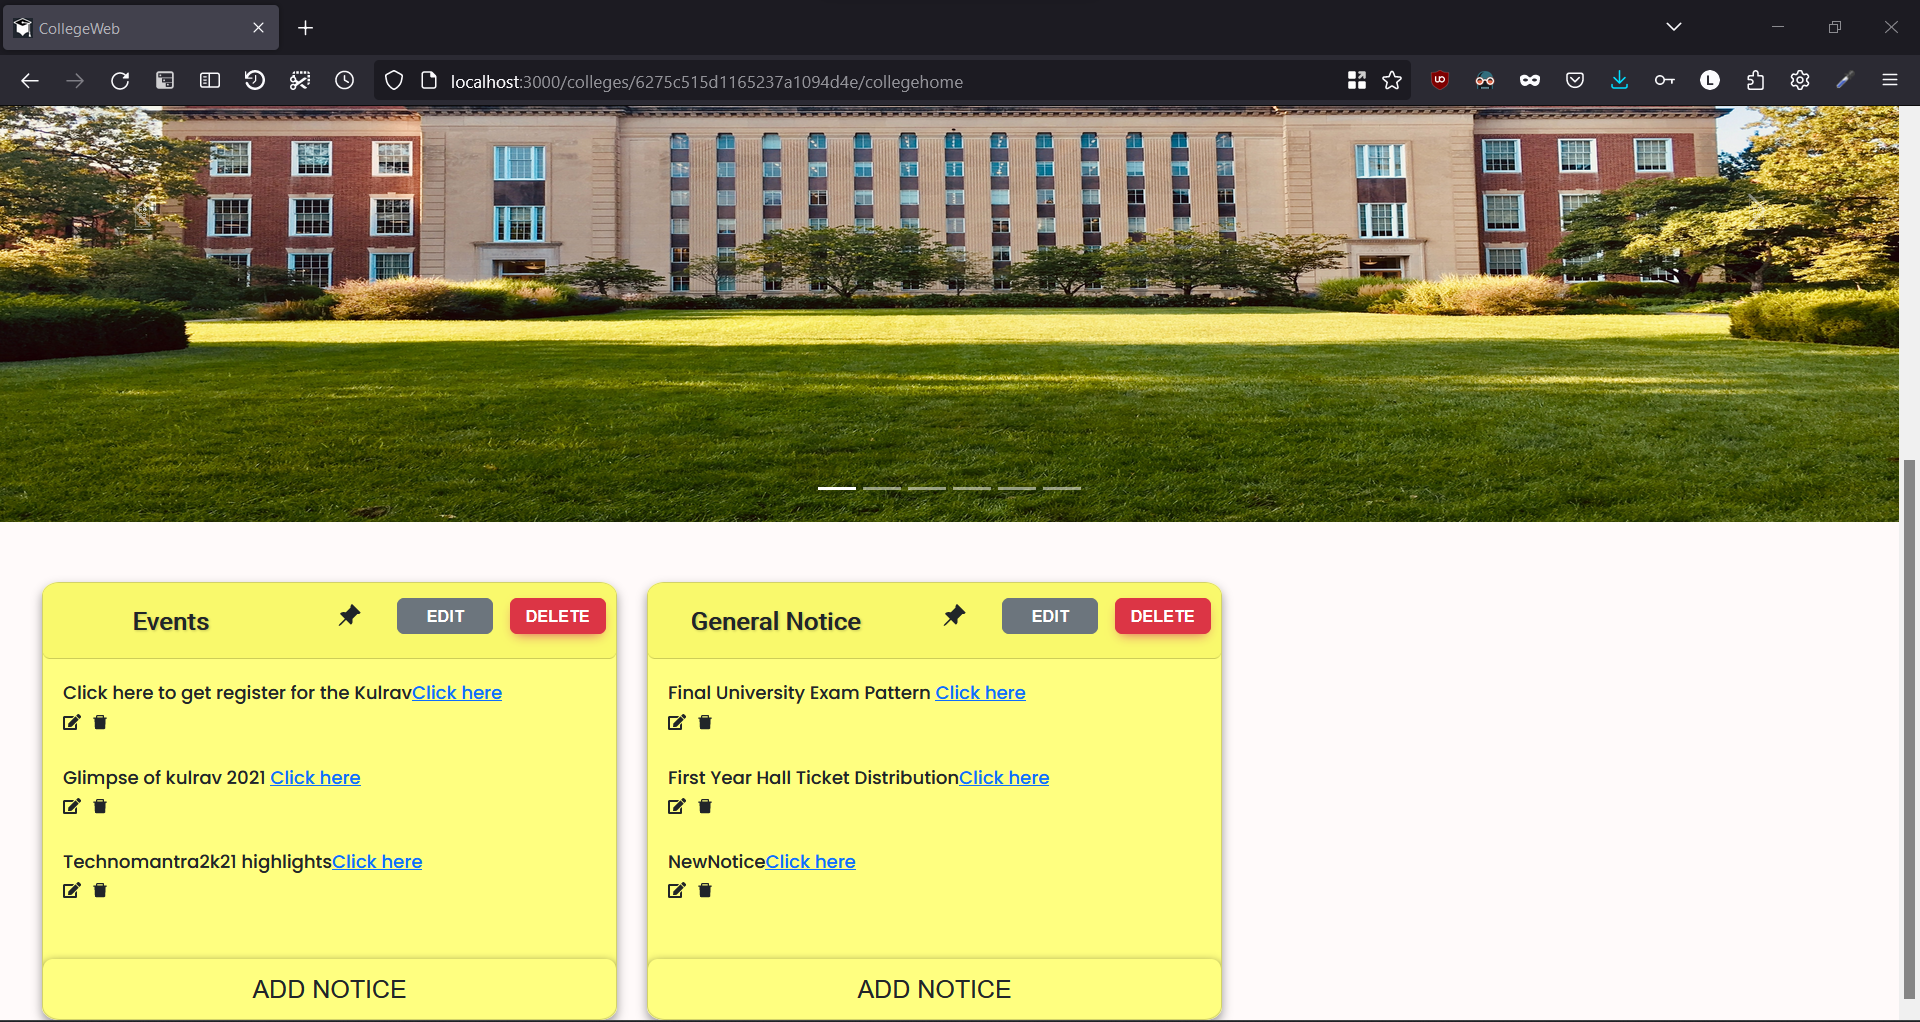 CollegeWeb
localhost:3000/colleges/6275c515d1165237a1094d4e/collegehome
Events
EDIT
DELETE
Click here to get register for the KulravClick here
Glimpse of kulrav 2021 Click here
Technomantra2k21 highlightsClick here
ADD NOTICE
General Notice
EDIT
DELETE
Final University Exam Pattern Click here
First Year Hall Ticket DistributionClick here
NewNoticeClick here
ADD NOTICE